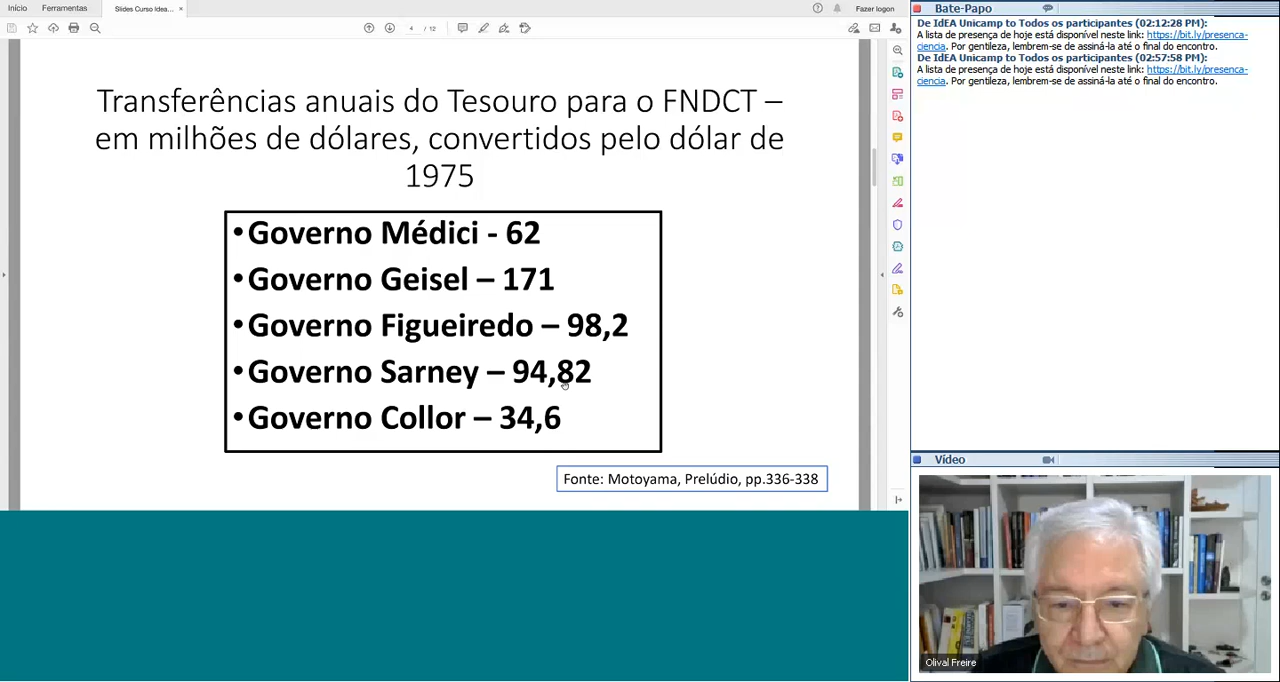 Início
Ferramentas
Slides Curso Idea... ×
Fazer logon
4 / 12
Transferências anuais do Tesouro para o FNDCT –
em milhões de dólares, convertidos pelo dólar de
1975
•Governo Médici - 62
•Governo Geisel – 171
•Governo Figueiredo – 98,2
•Governo Sarney – 94,82
•Governo Collor – 34,6
Fonte: Motoyama, Prelúdio, pp.336-338
Bate-Papo
De IdEA Unicamp to Todos os participantes (02:12:28 PM):
A lista de presença de hoje está disponível neste link: https://bit.ly/presenca-
ciencia. Por gentileza, lembrem-se de assiná-la até o final do encontro.
De IdEA Unicamp to Todos os participantes (02:57:58 PM):
A lista de presença de hoje está disponível neste link: https://bit.ly/presenca-
ciencia. Por gentileza, lembrem-se de assiná-la até o final do encontro.
Vídeo
Olival Freire